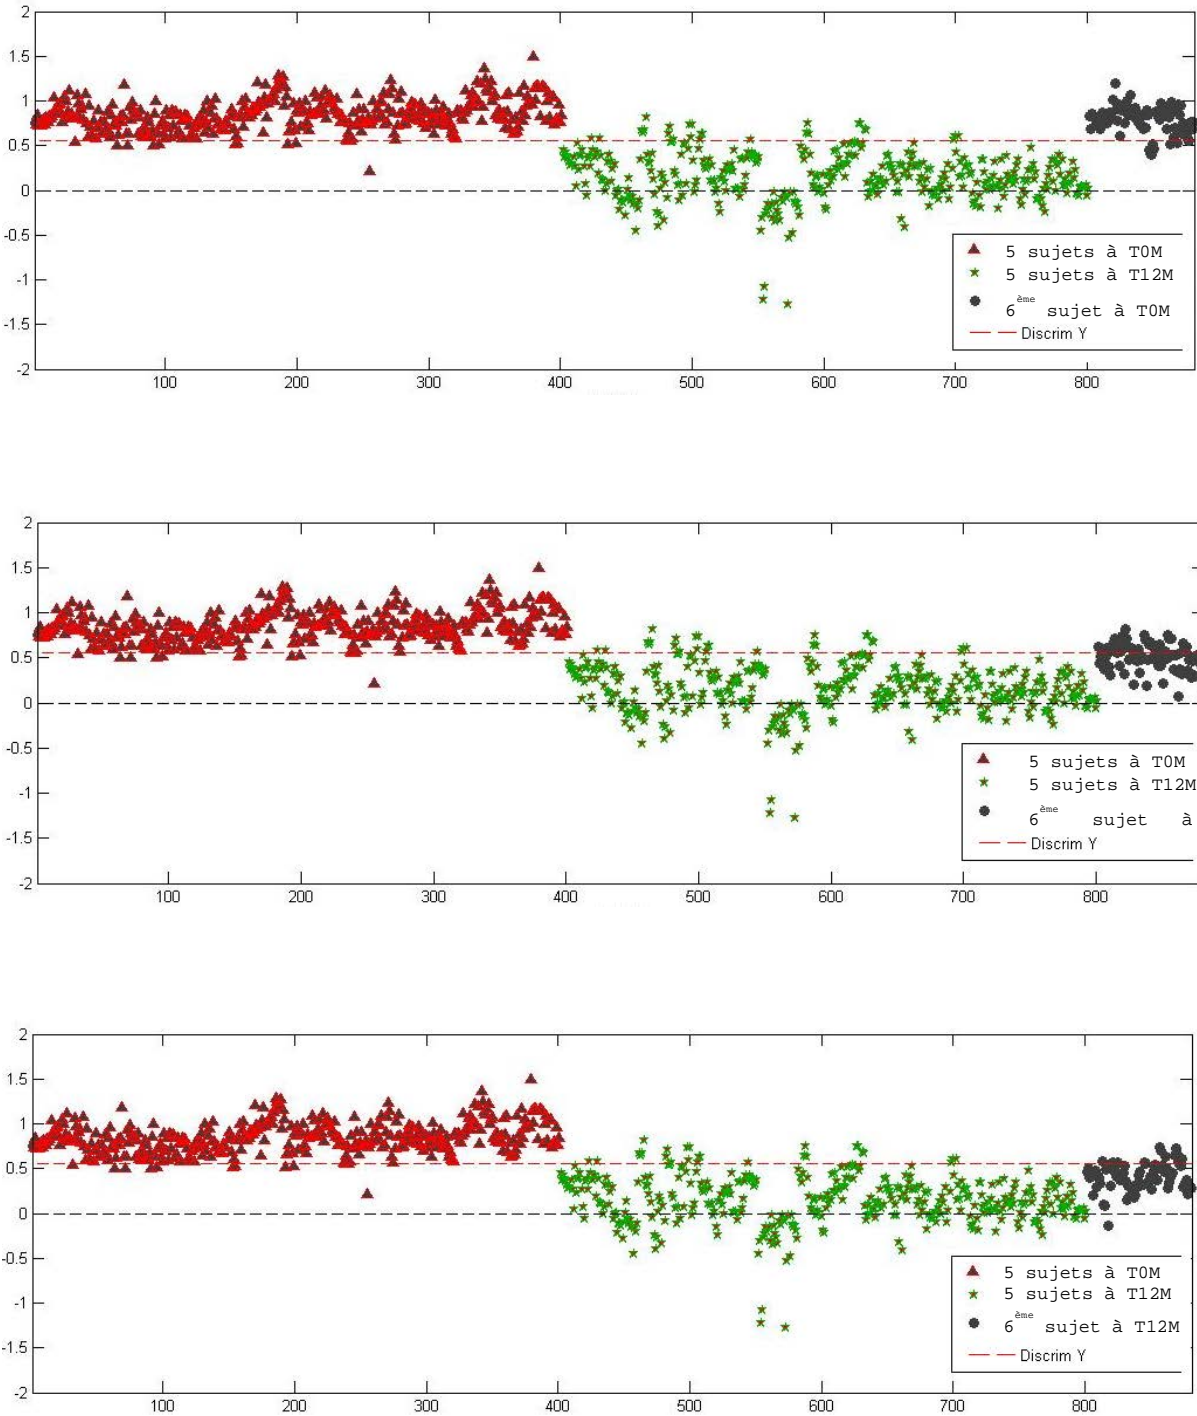 2
1.5
1
0.5
0
-0.5
-1
-1.5
-2
100 200 300 400 500 600 700 800
5 sujets à T0M
5 sujets à T12M
6ème sujet à T0M
Discrim Y
2
1.5
1
0.5
0
-0.5
-1
-1.5
-2
100 200 300 400 500 600 700 800
5 sujets à T0M
5 sujets à T12M
6ème sujet à
Discrim Y
2
1.5
1
0.5
0
-0.5
-1
-1.5
-2
100 200 300 400 500 600 700 800
5 sujets à T0M
5 sujets à T12M
6ème sujet à T12M
Discrim Y